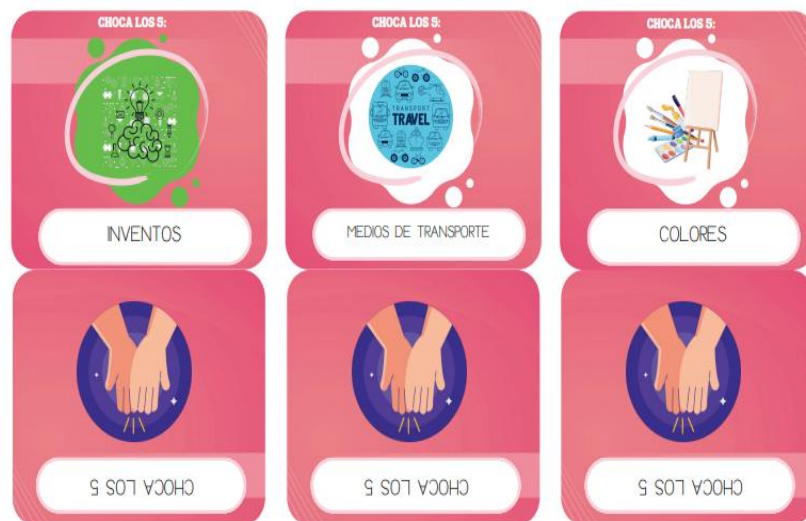 CHOCA LOS 5:
INVENTOS
CHOCA LOS 5:
TRANSPORT
TRAVEL
MEDIOS DE TRANSPORTE
CHOCA LOS 5:
COLORES
CHOCA LOS 5
CHOCA LOS 5
CHOCA LOS 5